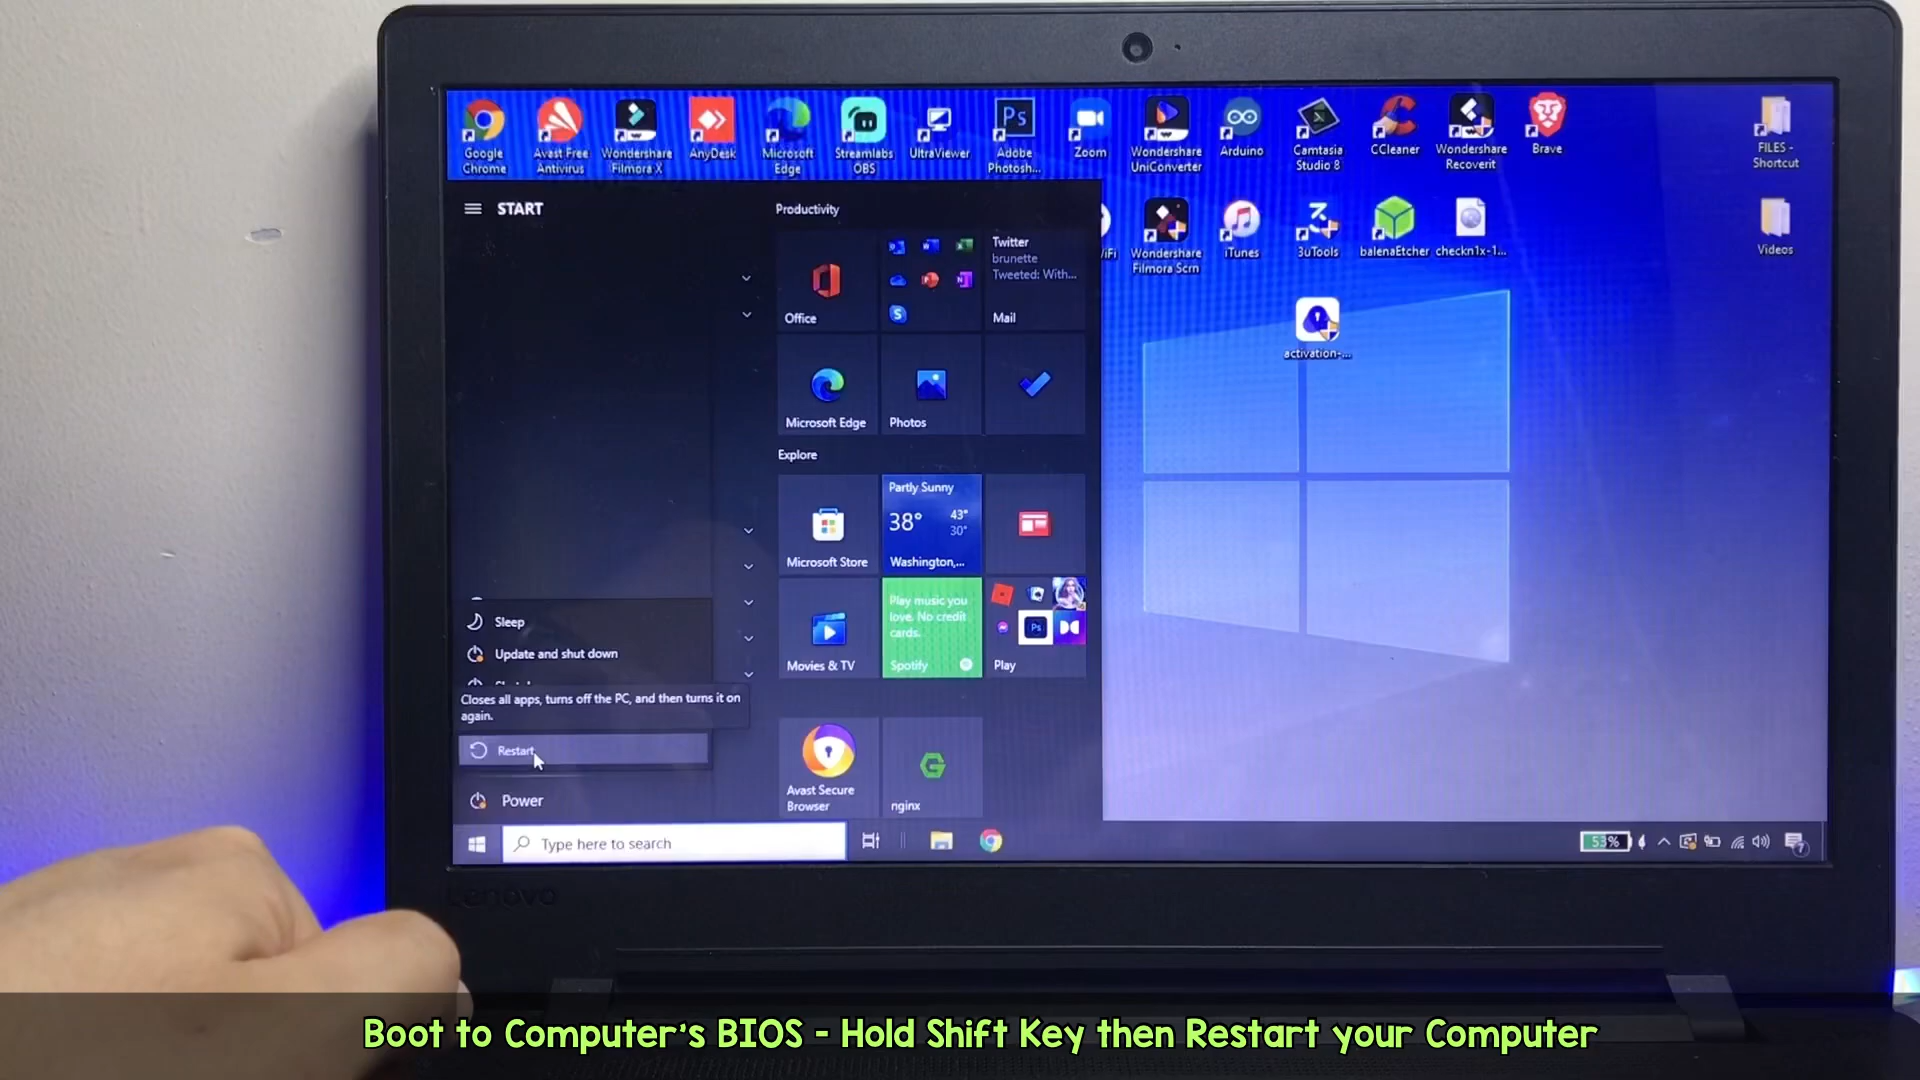 Google
Chrome
Avast Free
Antivirus
Wondershare
Filmora X
AnyDesk
Microsoft
Edge
Streamlabs
OBS
UltraViewer
Ps
Adobe
Photosh...
Zoom
Wondershare
UniConverter
Arduino
Camtasia
Studio 8
CCleaner
Wondershare
Recoverit
Brave
FILES -
Shortcut
iFi
Wondershare
Filmora Scrn
iTunes
3uTools
balenaEtcher
checkn1x-1...
Videos
activation-...
START
Productivity
Office
S
Twitter
brunette
Tweeted: With...
Mail
Microsoft Edge
Photos
Explore
Microsoft Store
Partly Sunny
38°
43°
30°
Washington,...
Movies & TV
Play music you
love. No credit
cards.
Spotify
Ps
Play
Avast Secure
Browser
nginx
Sleep
Update and shut down
Closes all apps, turns off the PC, and then turns it on
again.
Restart
Power
Type here to search
53%
7
Lenovo
Boot to Computer's BIOS - Hold Shift Key then Restart your Computer